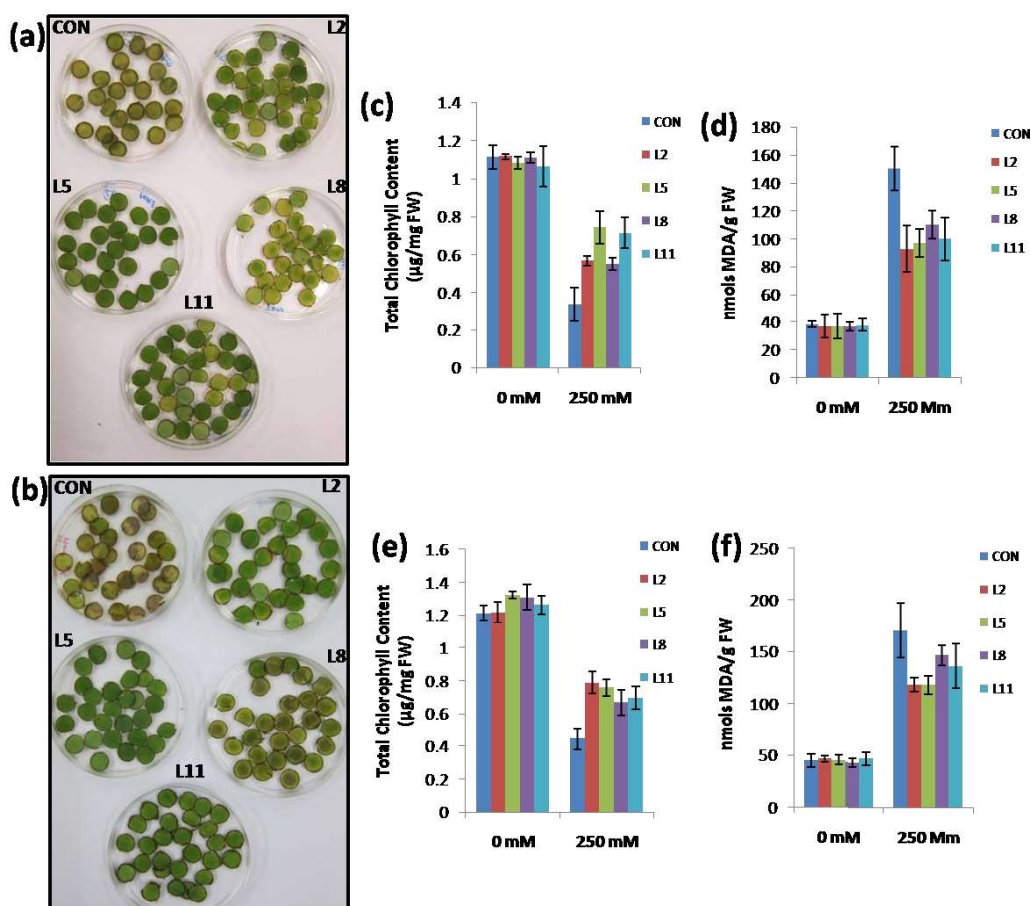 (a)
CON
L2
L5
L8
L11
(b)
CON
L2
L5
L8
L11
(c)
Total Chlorophyll Content
(µg/mg FW)
1.4
1.2
1
0.8
0.6
0.4
0.2
0
0 mM
250 mM
CON
L2
L5
L8
L11
(d)
nmols MDA/g FW
180
160
140
120
100
80
60
40
20
0
0 mM
250 Mm
CON
L2
L5
L8
L11
(e)
Total Chlorophyll Content
(µg/mg FW)
1.6
1.4
1.2
1
0.8
0.6
0.4
0.2
0
0 mM
250 mM
CON
L2
L5
L8
L11
(f)
nmols MDA/g FW
250
200
150
100
50
0
0 mM
250 Mm
CON
L2
L5
L8
L11